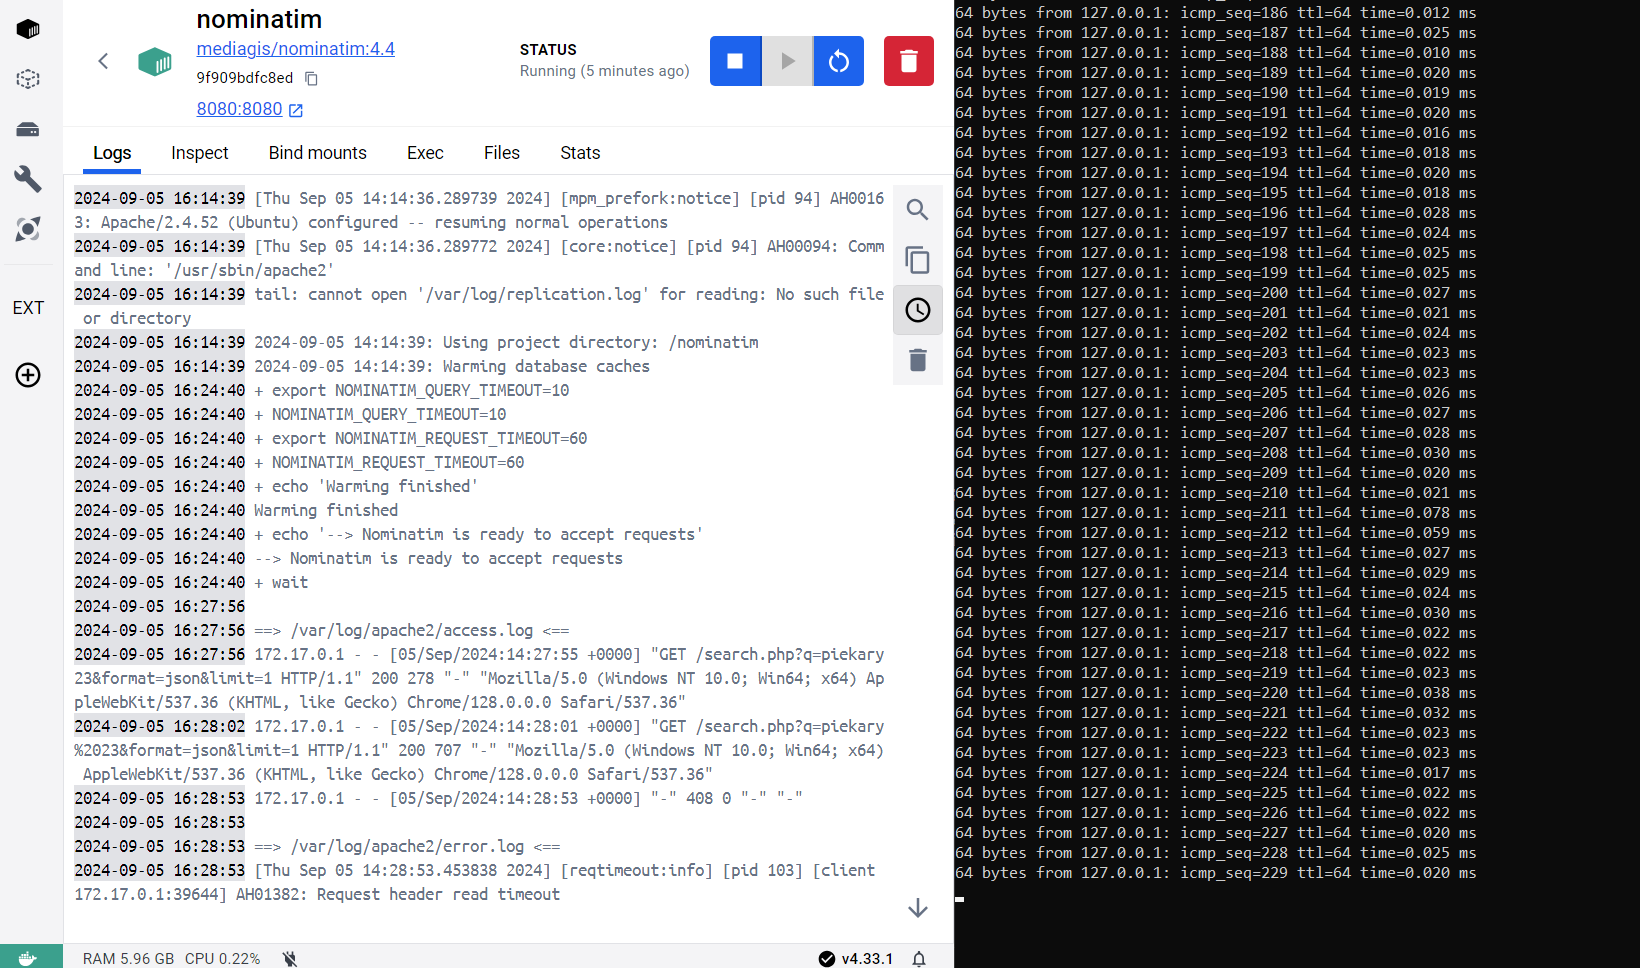 nominatim
mediagis/nominatim:4.4
9f909bdfc8ed
8080:8080
STATUS
Running (5 minutes ago)
EXT
Logs
Inspect
Bind mounts
Exec
Files
Stats
2024-09-05 16:14:39 [Thu Sep 05 14:14:36.289739 2024] [mpm_prefork:notice] [pid 94] AH0016
3: Apache/2.4.52 (Ubuntu) configured -- resuming normal operations
2024-09-05 16:14:39 [Thu Sep 05 14:14:36.289772 2024] [core:notice] [pid 94] AH00094: Comm
and line: '/usr/sbin/apache2'
2024-09-05 16:14:39 tail: cannot open '/var/log/replication.log' for reading: No such file
or directory
2024-09-05 16:14:39 2024-09-05 14:14:39: Using project directory: /nominatim
2024-09-05 16:14:39 2024-09-05 14:14:39: Warming database caches
2024-09-05 16:24:40 + export NOMINATIM_QUERY_TIMEOUT=10
2024-09-05 16:24:40 + NOMINATIM_QUERY_TIMEOUT=10
2024-09-05 16:24:40 + export NOMINATIM_REQUEST_TIMEOUT=60
2024-09-05 16:24:40 + NOMINATIM_REQUEST_TIMEOUT=60
2024-09-05 16:24:40 + echo 'Warming finished'
2024-09-05 16:24:40 Warming finished
2024-09-05 16:24:40 + echo '--> Nominatim is ready to accept requests'
2024-09-05 16:24:40 --> Nominatim is ready to accept requests
2024-09-05 16:24:40 + wait
2024-09-05 16:27:56
2024-09-05 16:27:56 ==> /var/log/apache2/access.log <==
2024-09-05 16:27:56 172.17.0.1 - - [05/Sep/2024:14:27:55 +0000] "GET /search.php?q=piekary
23&format=json&limit=1 HTTP/1.1" 200 278 "-" "Mozilla/5.0 (Windows NT 10.0; Win64; x64) Ap
pleWebKit/537.36 (KHTML, like Gecko) Chrome/128.0.0.0 Safari/537.36"
2024-09-05 16:28:02 172.17.0.1 - - [05/Sep/2024:14:28:01 +0000] "GET /search.php?q=piekary
%2023&format=json&limit=1 HTTP/1.1" 200 707 "-" "Mozilla/5.0 (Windows NT 10.0; Win64; x64)
AppleWebKit/537.36 (KHTML, like Gecko) Chrome/128.0.0.0 Safari/537.36"
2024-09-05 16:28:53 172.17.0.1 - - [05/Sep/2024:14:28:53 +0000] "-" 408 0 "-" "-"
2024-09-05 16:28:53
2024-09-05 16:28:53 ==> /var/log/apache2/error.log <==
2024-09-05 16:28:53 [Thu Sep 05 14:28:53.453838 2024] [reqtimeout:info] [pid 103] [client
172.17.0.1:39644] AH01382: Request header read timeout
RAM 5.96 GB CPU 0.22%
v4.33.1
64 bytes from 127.0.0.1: icmp_seq=186 ttl=64 time=0.012 ms
64 bytes from 127.0.0.1: icmp_seq=187 ttl=64 time=0.025 ms
64 bytes from 127.0.0.1: icmp_seq=188 ttl=64 time=0.010 ms
64 bytes from 127.0.0.1: icmp_seq=189 ttl=64 time=0.020 ms
64 bytes from 127.0.0.1: icmp_seq=190 ttl=64 time=0.019 ms
64 bytes from 127.0.0.1: icmp_seq=191 ttl=64 time=0.020 ms
64 bytes from 127.0.0.1: icmp_seq=192 ttl=64 time=0.016 ms
64 bytes from 127.0.0.1: icmp_seq=193 ttl=64 time=0.018 ms
64 bytes from 127.0.0.1: icmp_seq=194 ttl=64 time=0.020 ms
64 bytes from 127.0.0.1: icmp_seq=195 ttl=64 time=0.018 ms
64 bytes from 127.0.0.1: icmp_seq=196 ttl=64 time=0.028 ms
64 bytes from 127.0.0.1: icmp_seq=197 ttl=64 time=0.024 ms
64 bytes from 127.0.0.1: icmp_seq=198 ttl=64 time=0.025 ms
64 bytes from 127.0.0.1: icmp_seq=199 ttl=64 time=0.025 ms
64 bytes from 127.0.0.1: icmp_seq=200 ttl=64 time=0.027 ms
64 bytes from 127.0.0.1: icmp_seq=201 ttl=64 time=0.021 ms
64 bytes from 127.0.0.1: icmp_seq=202 ttl=64 time=0.024 ms
64 bytes from 127.0.0.1: icmp_seq=203 ttl=64 time=0.023 ms
64 bytes from 127.0.0.1: icmp_seq=204 ttl=64 time=0.023 ms
64 bytes from 127.0.0.1: icmp_seq=205 ttl=64 time=0.026 ms
64 bytes from 127.0.0.1: icmp_seq=206 ttl=64 time=0.027 ms
64 bytes from 127.0.0.1: icmp_seq=207 ttl=64 time=0.028 ms
64 bytes from 127.0.0.1: icmp_seq=208 ttl=64 time=0.030 ms
64 bytes from 127.0.0.1: icmp_seq=209 ttl=64 time=0.020 ms
64 bytes from 127.0.0.1: icmp_seq=210 ttl=64 time=0.021 ms
64 bytes from 127.0.0.1: icmp_seq=211 ttl=64 time=0.078 ms
64 bytes from 127.0.0.1: icmp_seq=212 ttl=64 time=0.059 ms
64 bytes from 127.0.0.1: icmp_seq=213 ttl=64 time=0.027 ms
64 bytes from 127.0.0.1: icmp_seq=214 ttl=64 time=0.029 ms
64 bytes from 127.0.0.1: icmp_seq=215 ttl=64 time=0.024 ms
64 bytes from 127.0.0.1: icmp_seq=216 ttl=64 time=0.030 ms
64 bytes from 127.0.0.1: icmp_seq=217 ttl=64 time=0.022 ms
64 bytes from 127.0.0.1: icmp_seq=218 ttl=64 time=0.022 ms
64 bytes from 127.0.0.1: icmp_seq=219 ttl=64 time=0.023 ms
64 bytes from 127.0.0.1: icmp_seq=220 ttl=64 time=0.038 ms
64 bytes from 127.0.0.1: icmp_seq=221 ttl=64 time=0.032 ms
64 bytes from 127.0.0.1: icmp_seq=222 ttl=64 time=0.023 ms
64 bytes from 127.0.0.1: icmp_seq=223 ttl=64 time=0.023 ms
64 bytes from 127.0.0.1: icmp_seq=224 ttl=64 time=0.017 ms
64 bytes from 127.0.0.1: icmp_seq=225 ttl=64 time=0.022 ms
64 bytes from 127.0.0.1: icmp_seq=226 ttl=64 time=0.022 ms
64 bytes from 127.0.0.1: icmp_seq=227 ttl=64 time=0.020 ms
64 bytes from 127.0.0.1: icmp_seq=228 ttl=64 time=0.025 ms
64 bytes from 127.0.0.1: icmp_seq=229 ttl=64 time=0.020 ms